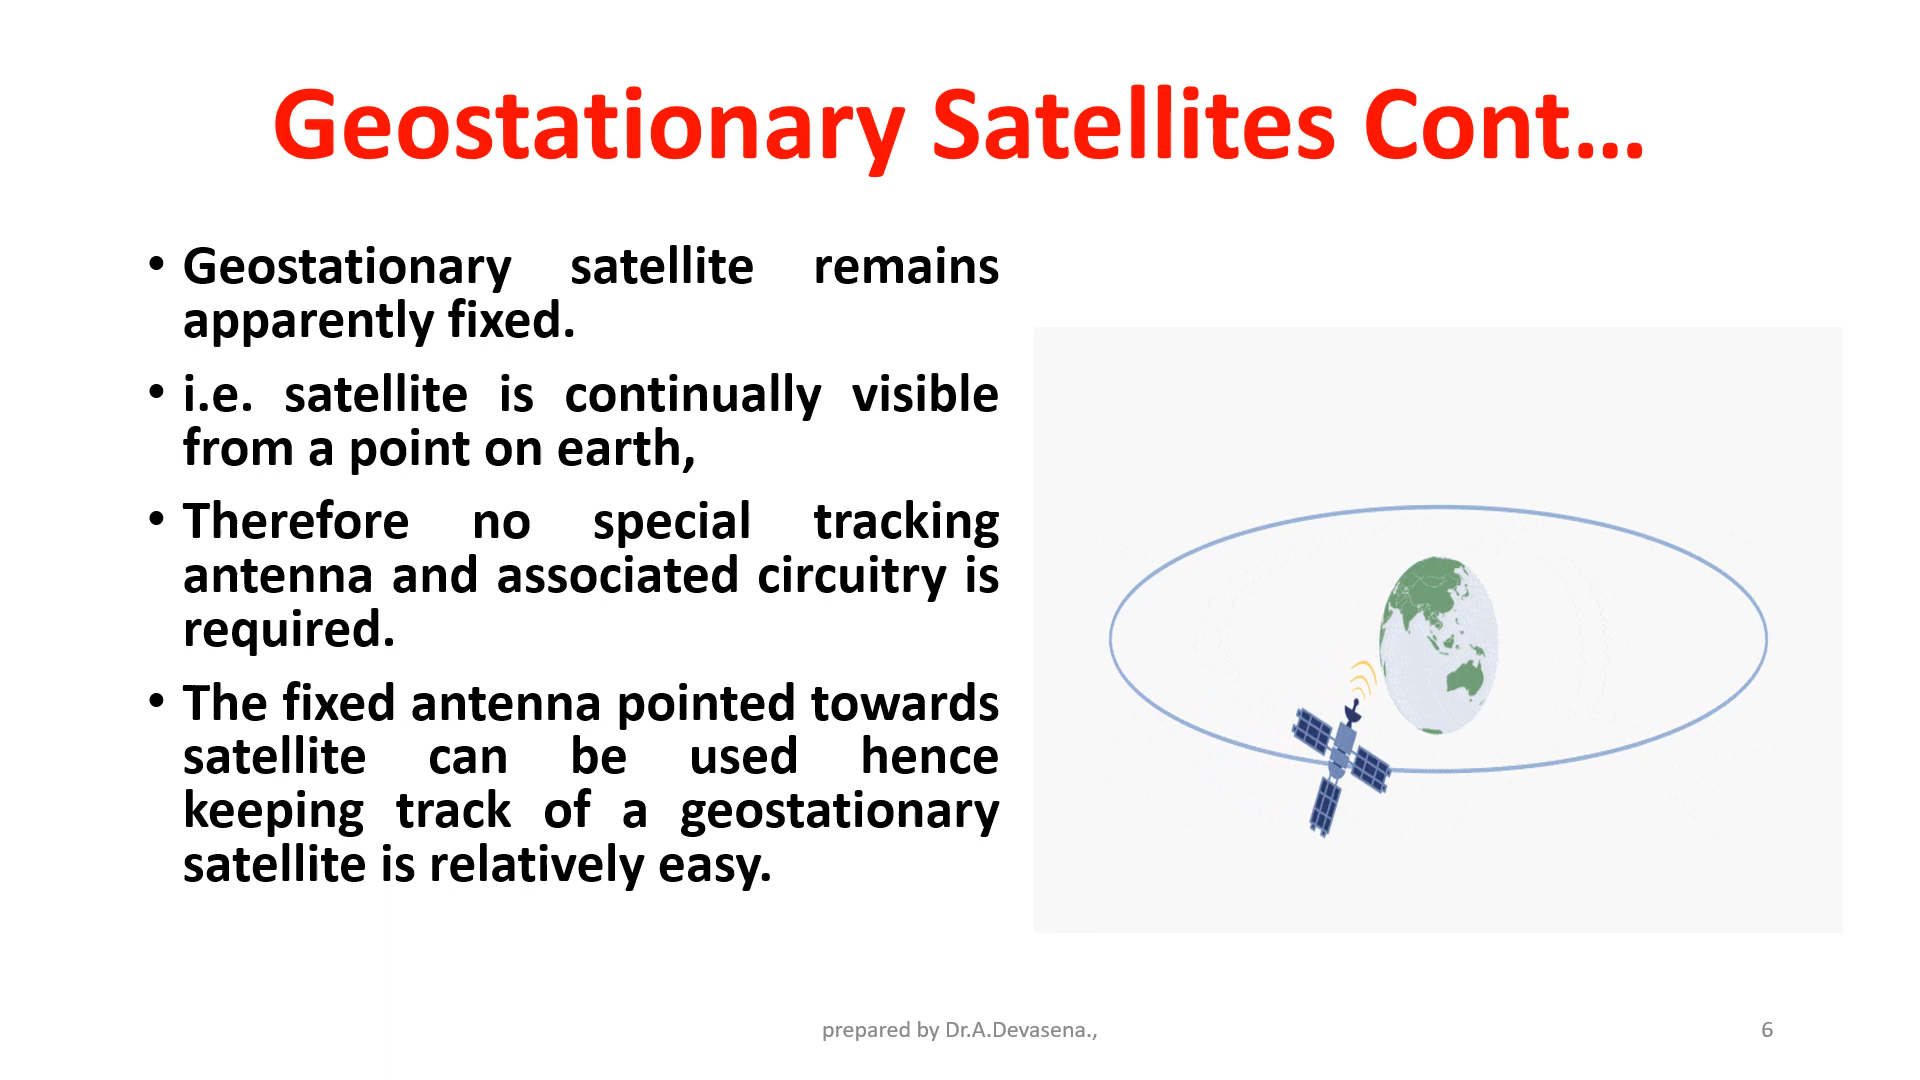 Geostationary Satellites Cont...
• Geostationary satellite remains
apparently fixed.
• i.e. satellite is continually visible
from a point on earth,
• Therefore no special tracking
antenna and associated circuitry is
required.
• The fixed antenna pointed towards
satellite can be used hence
keeping track of a geostationary
satellite is relatively easy.
prepared by Dr.A.Devasena.,
6